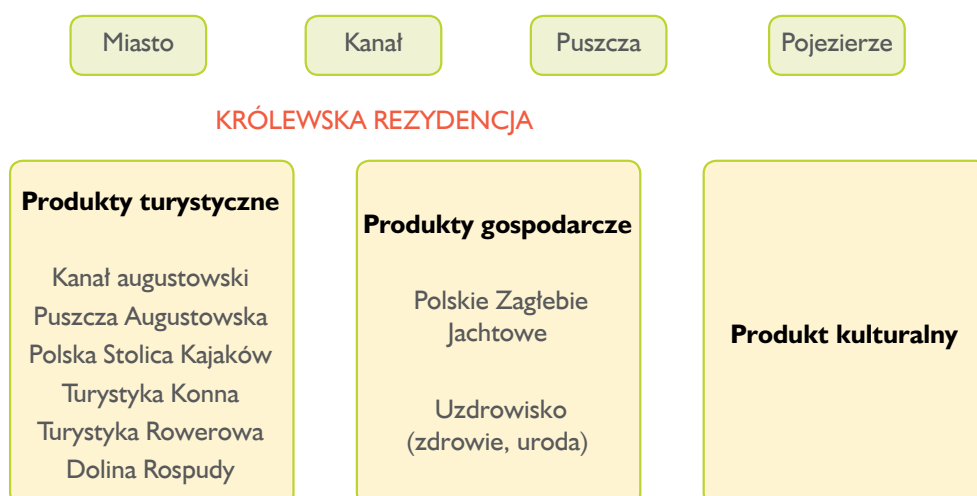 Miasto
Kanał
Puszcza
Pojezierze
KRÓLEWSKA REZYDENCJA
Produkty turystyczne
Kanał augustowski
Puszcza Augustowska
Polska Stolica Kajaków
Turystyka Konna
Turystyka Rowerowa
Dolina Rospudy
Produkty gospodarcze
Polskie Zagłebie
Jachtowe
Uzdrowisko
(zdrowie, uroda)
Produkt kulturalny